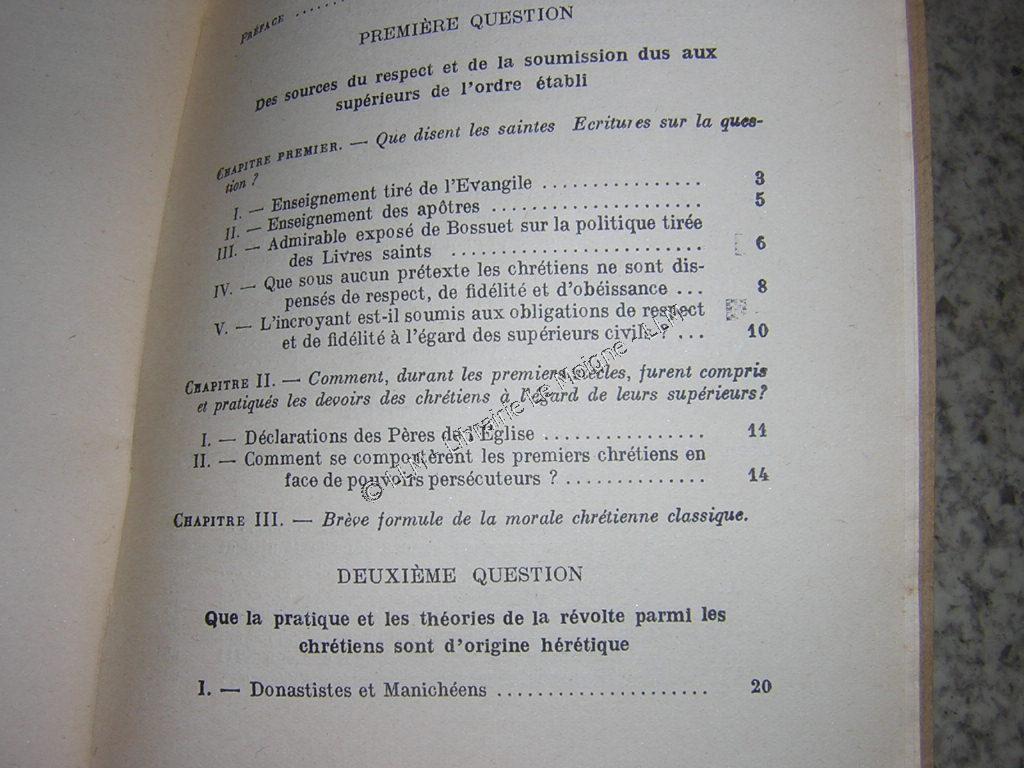 PRÉFACE ......
PREMIÈRE QUESTION
Des sources du respect et de la soumission dus aux
supérieurs de l'ordre établi
CHAPITRE PREMIER. — Que disent les saintes Ecritures sur la ques-
tion ?
I. — Enseignement tiré de l'Evangile ................ 3
II. — Enseignement des apôtres ..................... 5
III. — Admirable exposé de Bossuet sur la politique tirée
des Livres saints ......................... 6
IV. — Que sous aucun prétexte les chrétiens ne sont dis-
pensés de respect, de fidélité et d'obéissance ... 8
V. — L'incroyant est-il soumis aux obligations de respect
et de fidélité à l'égard des supérieurs civils ? ... 10
CHAPITRE II. — Comment, durant les premiers siècles, furent compris
et pratiqués les devoirs des chrétiens à l'égard de leurs supérieurs?
I. — Déclarations des Pères de l'Église ................ 11
II. — Comment se comportèrent les premiers chrétiens en
face de pouvoirs persécuteurs ? .............. 14
CHAPITRE III. — Brève formule de la morale chrétienne classique.
DEUXIÈME QUESTION
Que la pratique et les théories de la révolte parmi les
chrétiens sont d'origine hérétique
I. — Donastistes et Manichéens ..................... 20
© ALM - Librairie Le Moigne ALM